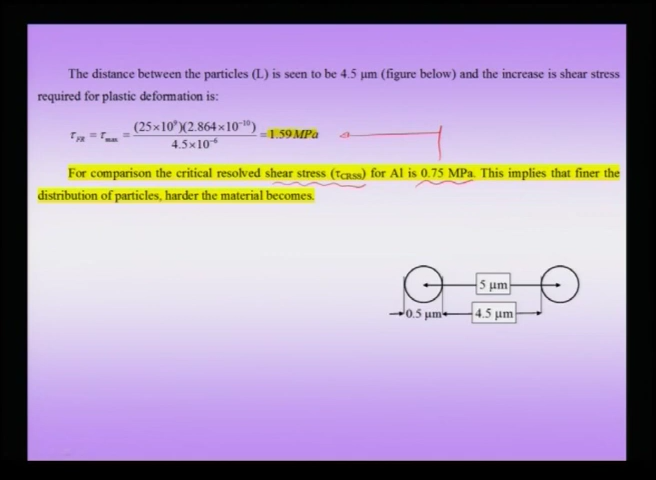 The distance between the particles (L) is seen to be 4.5 μm (figure below) and the increase is shear stress
required for plastic deformation is:
τ_FR = τ_max = (25×10⁹)(2.864×10⁻¹⁰) / 4.5×10⁻⁶ = 1.59 MPa
For comparison the critical resolved shear stress (τ_CRSS) for Al is 0.75 MPa. This implies that finer the
distribution of particles, harder the material becomes.
5 μm
0.5 μm 4.5 μm